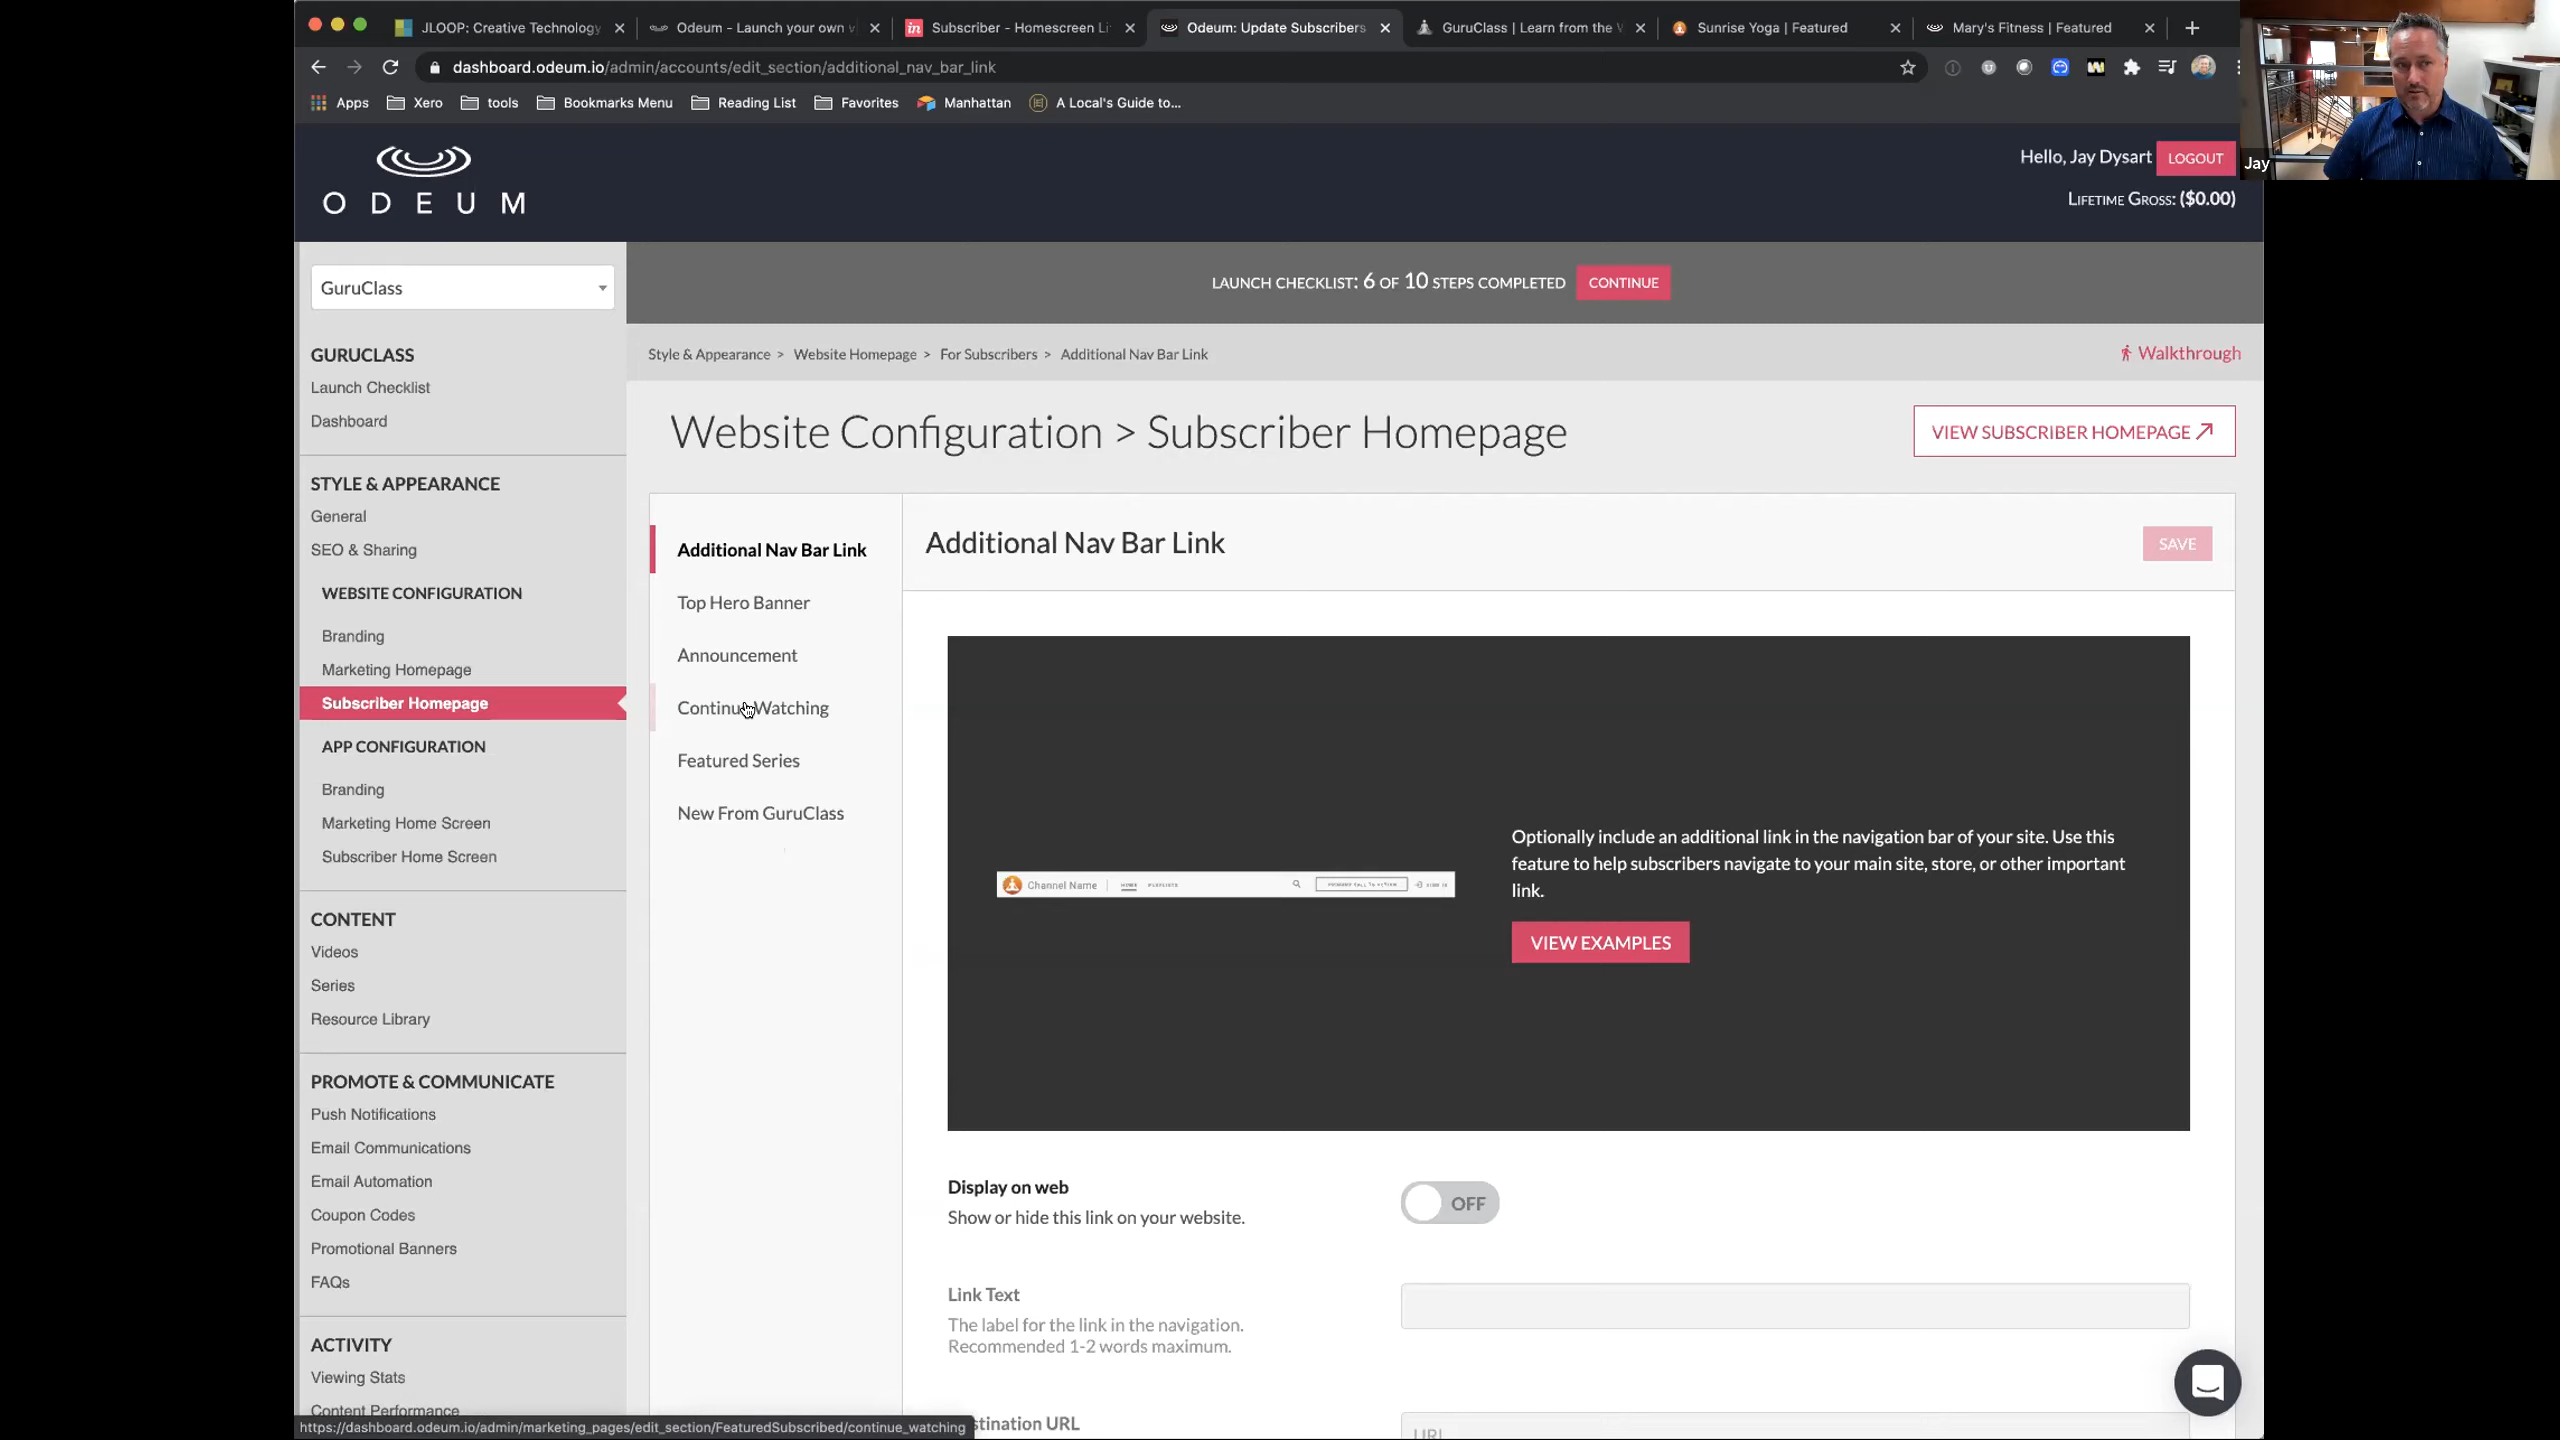 JLOOP: Creative Technology
Odeum - Launch your own v
Subscriber - Homescreen Li
Odeum: Update Subscribers
GuruClass | Learn from the W
Sunrise Yoga | Featured
Mary's Fitness | Featured
dashboard.odeum.io/admin/accounts/edit_section/additional_nav_bar_link
Apps
Xero
tools
Bookmarks Menu
Reading List
Favorites
Manhattan
A Local's Guide to...
Jay
ODEUM
Hello, Jay Dysart
LOGOUT
LIFETIME GROSS: ($0.00)
GuruClass
LAUNCH CHECKLIST: 6 OF 10 STEPS COMPLETED
CONTINUE
GURUCLASS
Launch Checklist
Dashboard
STYLE & APPEARANCE
General
SEO & Sharing
WEBSITE CONFIGURATION
Branding
Marketing Homepage
Subscriber Homepage
APP CONFIGURATION
Branding
Marketing Home Screen
Subscriber Home Screen
CONTENT
Videos
Series
Resource Library
PROMOTE & COMMUNICATE
Push Notifications
Email Communications
Email Automation
Coupon Codes
Promotional Banners
FAQs
ACTIVITY
Viewing Stats
Content Performance
https://dashboard.odeum.io/admin/marketing_pages/edit_section/FeaturedSubscribed/continue_watching
Style & Appearance > Website Homepage > For Subscribers > Additional Nav Bar Link
Walkthrough
Website Configuration > Subscriber Homepage
VIEW SUBSCRIBER HOMEPAGE
Additional Nav Bar Link
Top Hero Banner
Announcement
Continue Watching
Featured Series
New From GuruClass
Additional Nav Bar Link
SAVE
Channel Name
HOME
PLAYLISTS
SIGN IN
Optionally include an additional link in the navigation bar of your site. Use this
feature to help subscribers navigate to your main site, store, or other important
link.
VIEW EXAMPLES
Display on web
Show or hide this link on your website.
OFF
Link Text
The label for the link in the navigation.
Recommended 1-2 words maximum.
stination URL
URL